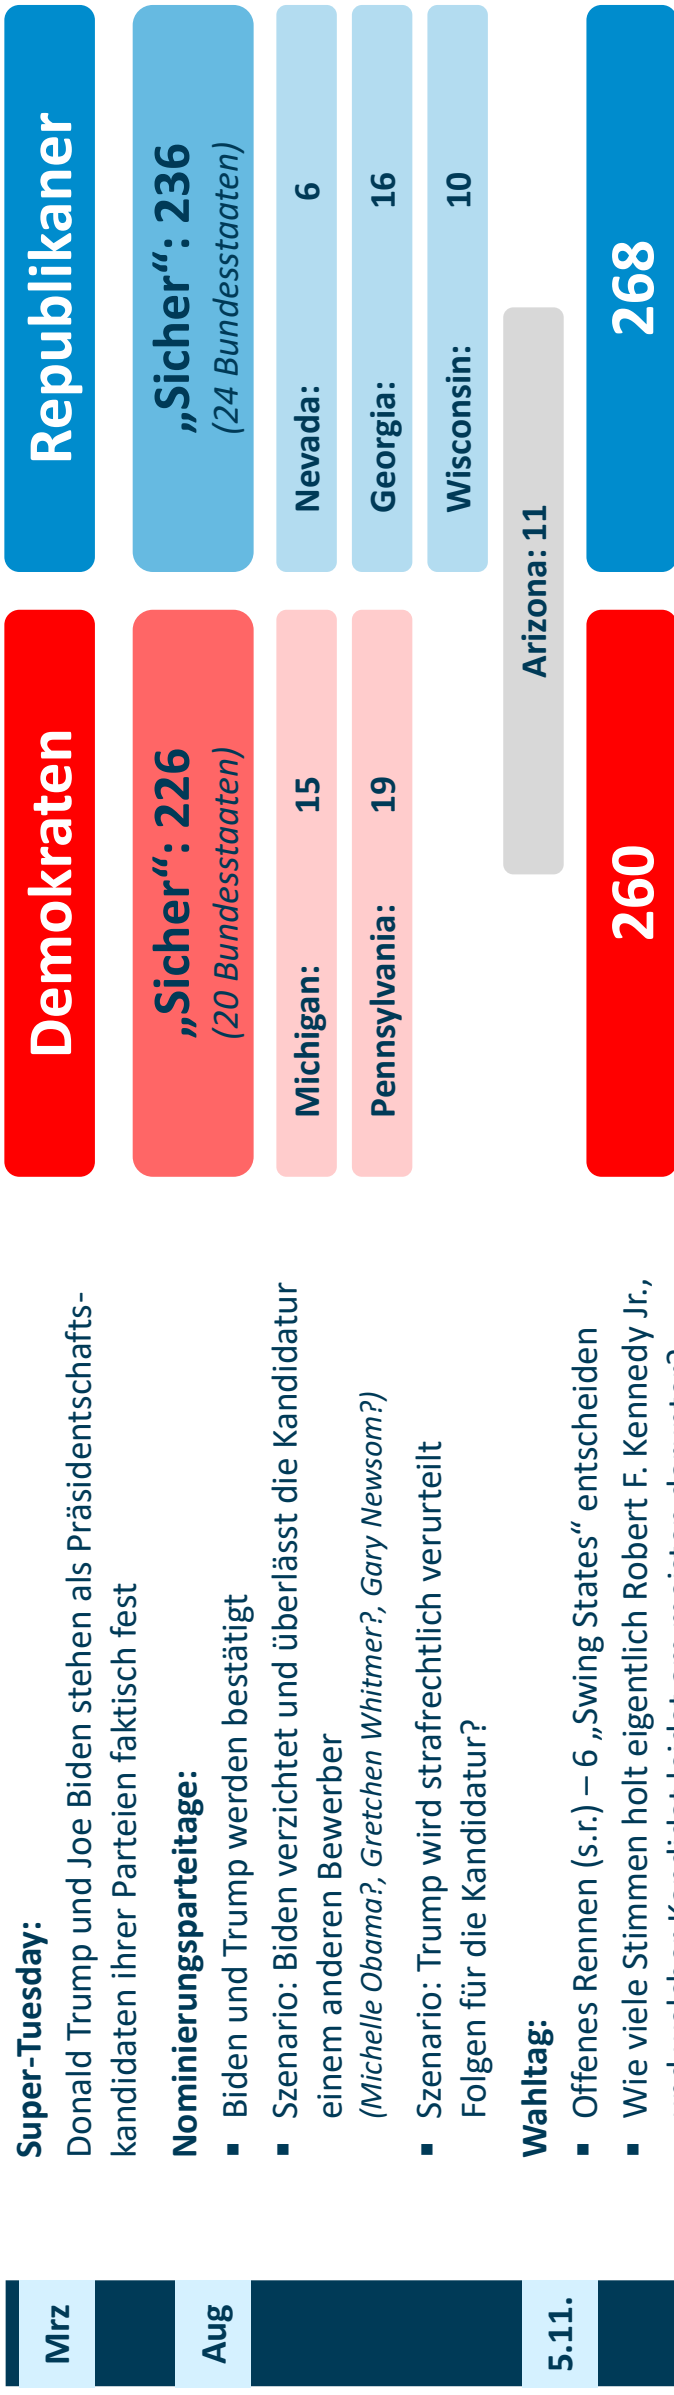 Mrz
Super-Tuesday:
Donald Trump und Joe Biden stehen als Präsidentschafts-
kandidaten ihrer Parteien faktisch fest
Aug
Nominierungsparteitage:
▪ Biden und Trump werden bestätigt
▪ Szenario: Biden verzichtet und überlässt die Kandidatur
einem anderen Bewerber
(Michelle Obama?, Gretchen Whitmer?, Gary Newsom?)
▪ Szenario: Trump wird strafrechtlich verurteilt
Folgen für die Kandidatur?
5.11.
Wahltag:
▪ Offenes Rennen (s.r.) – 6 „Swing States“ entscheiden
▪ Wie viele Stimmen holt eigentlich Robert F. Kennedy Jr.,
Demokraten
„Sicher“: 226
(20 Bundesstaaten)
Michigan: 15
Pennsylvania: 19
Republikaner
„Sicher“: 236
(24 Bundesstaaten)
Nevada: 6
Georgia: 16
Wisconsin: 10
Arizona: 11
260
268